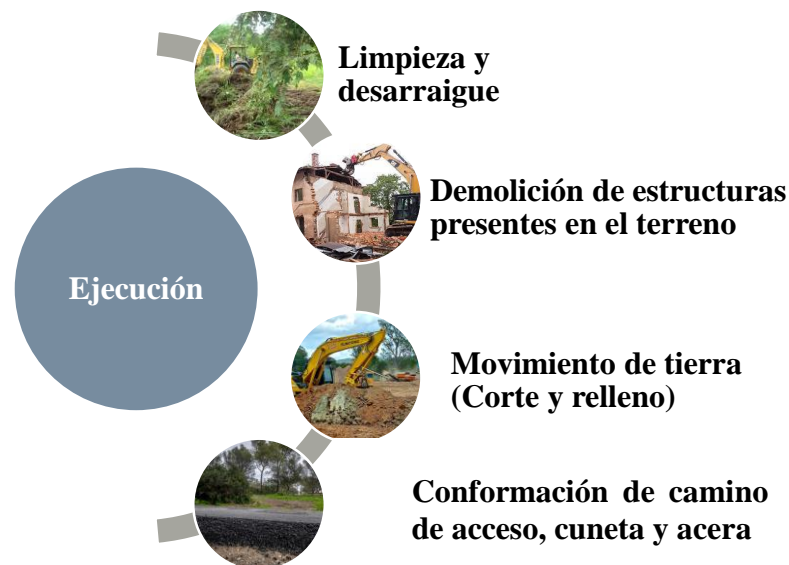 Limpieza y
desarraigue
Demolición de estructuras
presentes en el terreno
Ejecución
Movimiento de tierra
(Corte y relleno)
Conformación de camino
de acceso, cuneta y acera